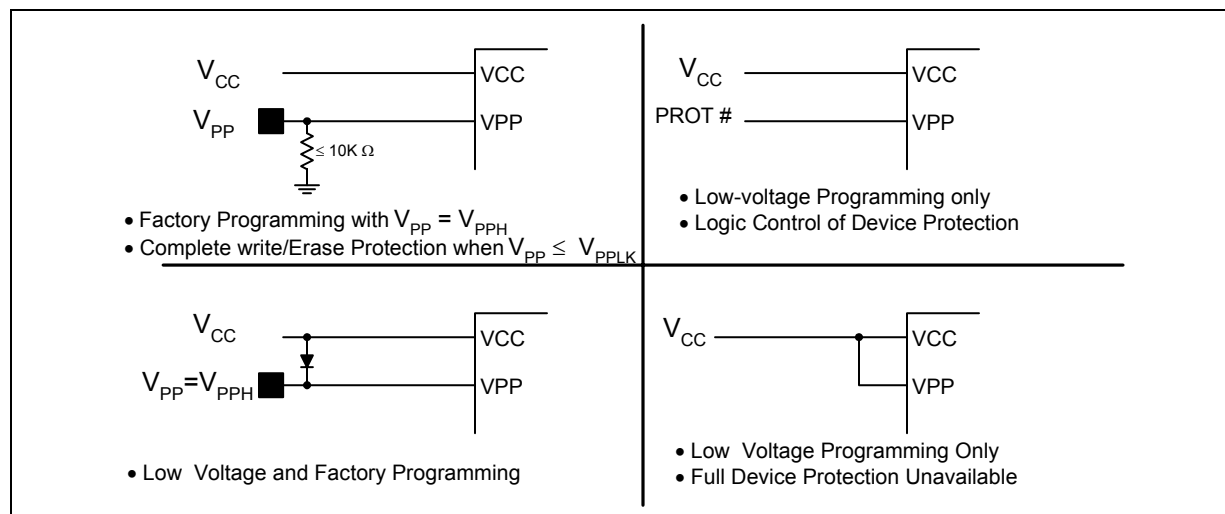 V_CC
VCC
V_PP
VPP
≤ 10K Ω
• Factory Programming with V_PP = V_PPH
• Complete write/Erase Protection when V_PP ≤ V_PPLK
V_CC
VCC
PROT #
VPP
• Low-voltage Programming only
• Logic Control of Device Protection
V_CC
VCC
V_PP=V_PPH
VPP
• Low Voltage and Factory Programming
V_CC
VCC
VPP
• Low Voltage Programming Only
• Full Device Protection Unavailable